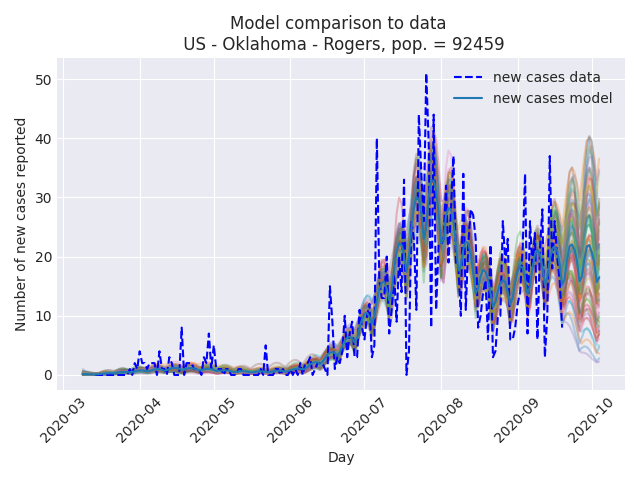 Model comparison to data
US - Oklahoma - Rogers, pop. = 92459
new cases data
new cases model
Number of new cases reported
50
40
30
20
10
0
2020-03
2020-04
2020-05
2020-06
2020-07
2020-08
2020-09
2020-10
Day